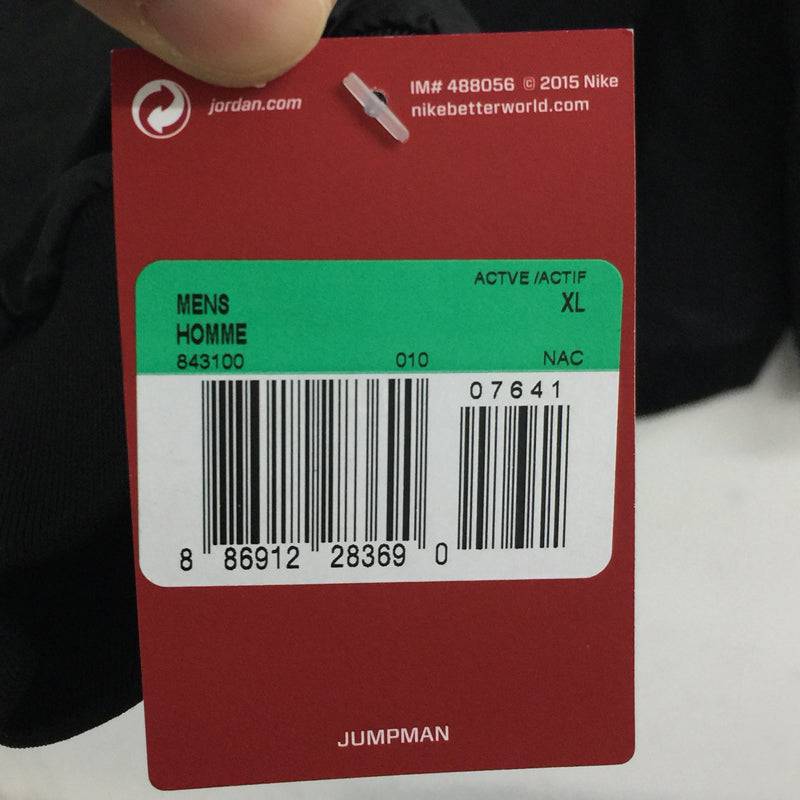 jordan.com
IM# 488056 © 2015 Nike
nikebetterworld.com
ACTVE /ACTIF
MENS XL
HOMME
843100 010 NAC
07641
8 86912 28369 0
JUMPMAN